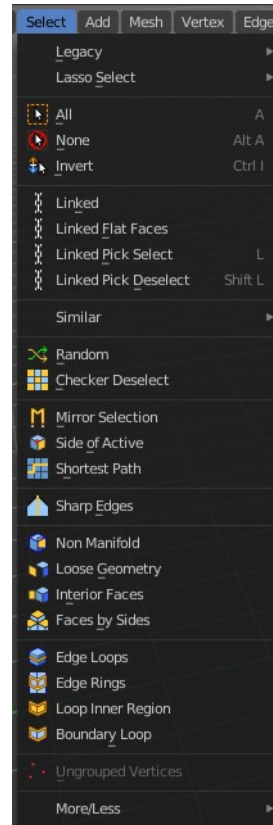 Select Add Mesh Vertex Edge
Legacy
Lasso Select
All A
None Alt A
Invert Ctrl I
Linked
Linked Flat Faces
Linked Pick Select L
Linked Pick Deselect Shift L
Similar
Random
Checker Deselect
Mirror Selection
Side of Active
Shortest Path
Sharp Edges
Non Manifold
Loose Geometry
Interior Faces
Faces by Sides
Edge Loops
Edge Rings
Loop Inner Region
Boundary Loop
Ungrouped Vertices
More/Less